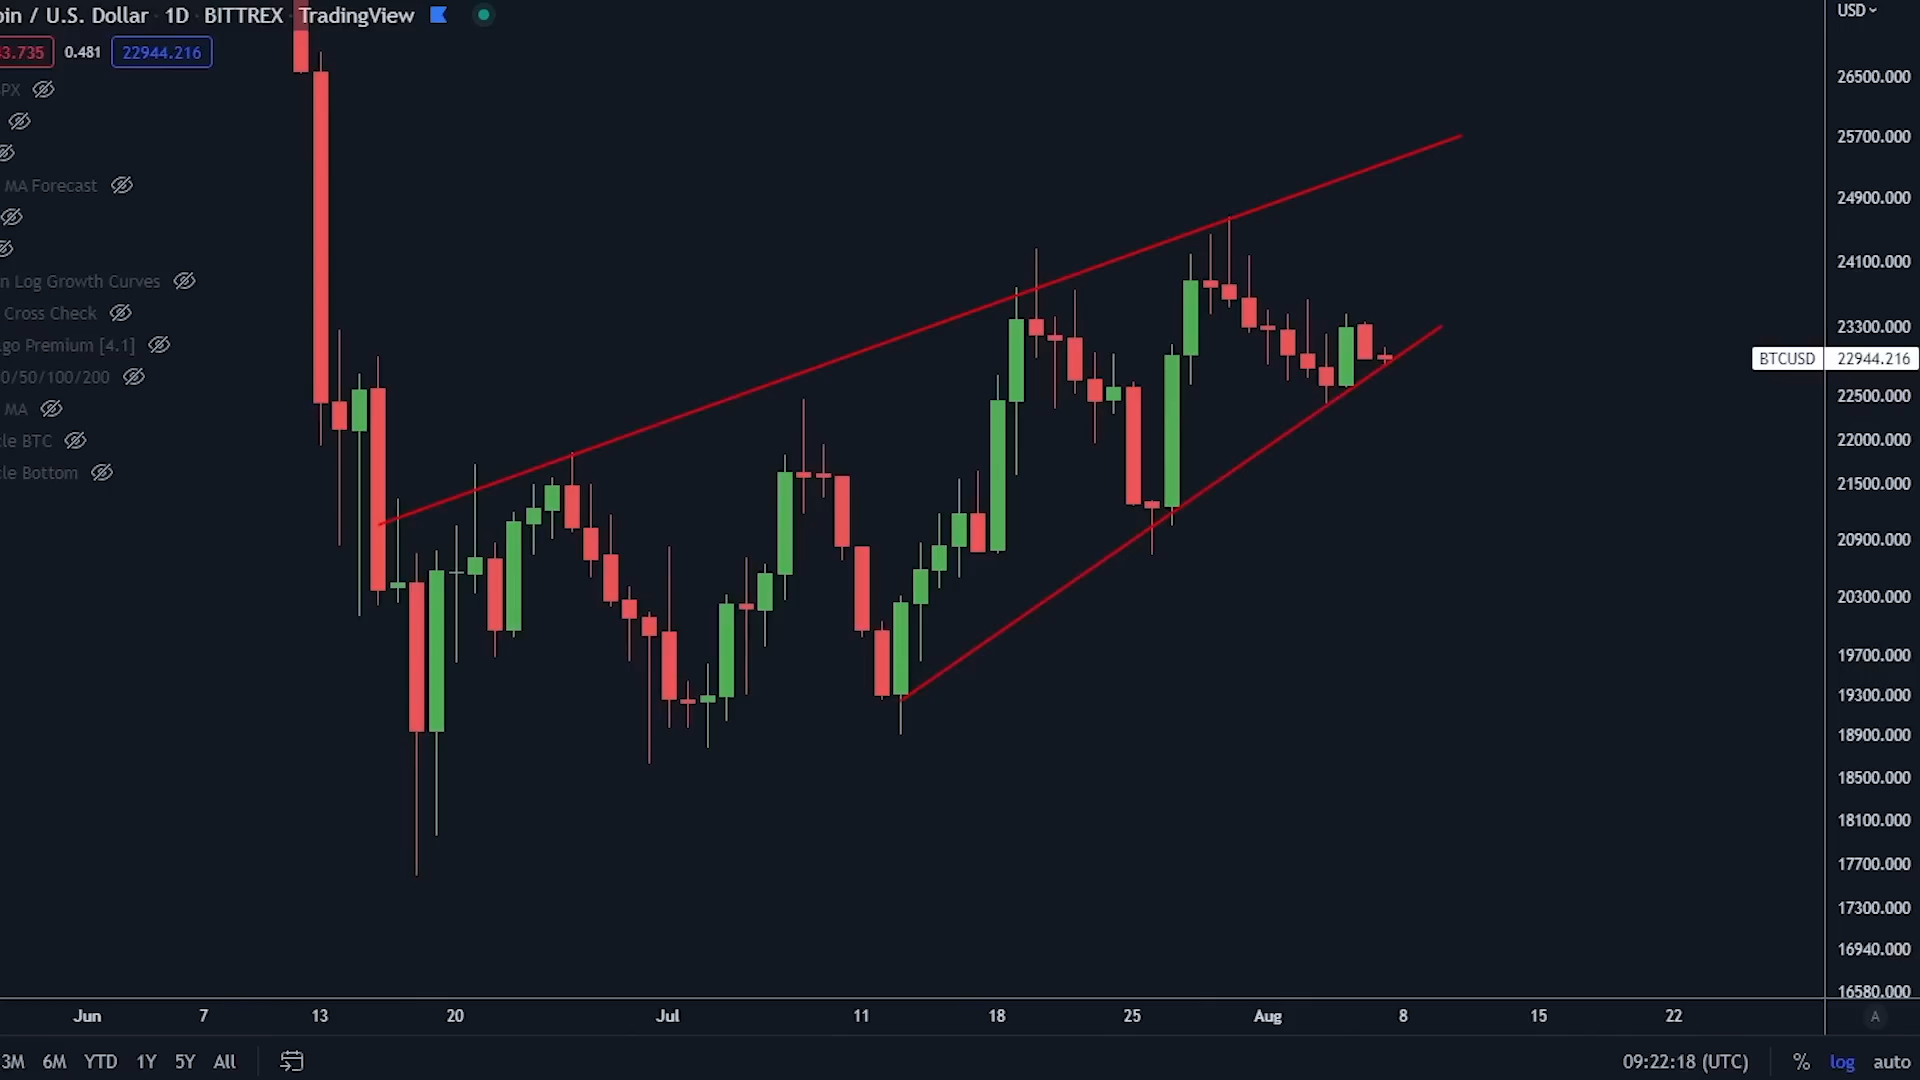 oin / U.S. Dollar · 1D · BITTREX · TradingView
3.735 0.481 22944.216
PX
MA Forecast
n Log Growth Curves
Cross Check
go Premium [4.1]
0/50/100/200
MA
cle BTC
cle Bottom
USD
26500.000
25700.000
24900.000
24100.000
23300.000
BTCUSD 22944.216
22500.000
22000.000
21500.000
20900.000
20300.000
19700.000
19300.000
18900.000
18500.000
18100.000
17700.000
17300.000
16940.000
16580.000
Jun 7 13 20 Jul 11 18 25 Aug 8 15 22 A
3M 6M YTD 1Y 5Y All 09:22:18 (UTC) % log auto